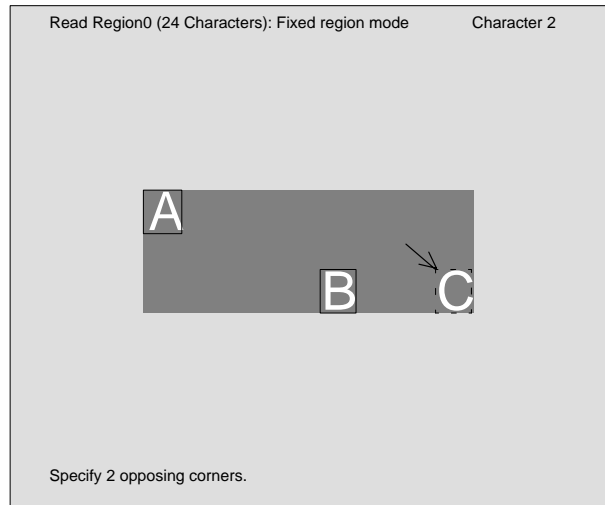 Read Region0 (24 Characters): Fixed region mode Character 2
A
B C
Specify 2 opposing corners.